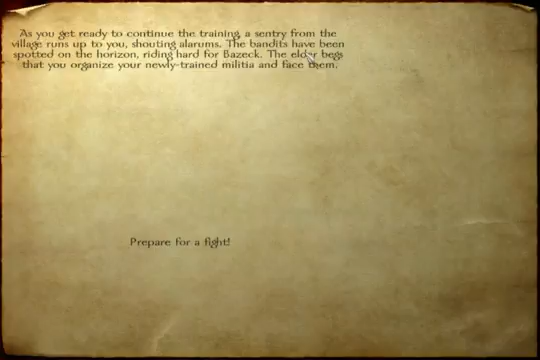 As you get ready to continue the training, a sentry from the
village runs up to you, shouting alarums. The bandits have been
spotted on the horizon, riding hard for Bazeck. The elder begs
that you organize your newly-trained militia and face them.
Prepare for a fight!